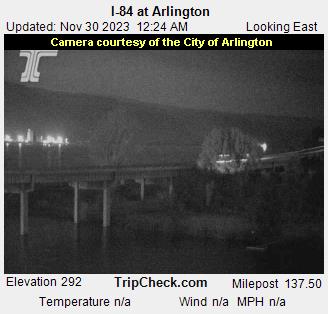 I-84 at Arlington
Updated: Nov 30 2023 12:24 AM Looking East
Camera courtesy of the City of Arlington
Elevation 292 TripCheck.com Milepost 137.50
Temperature n/a Wind n/a MPH n/a